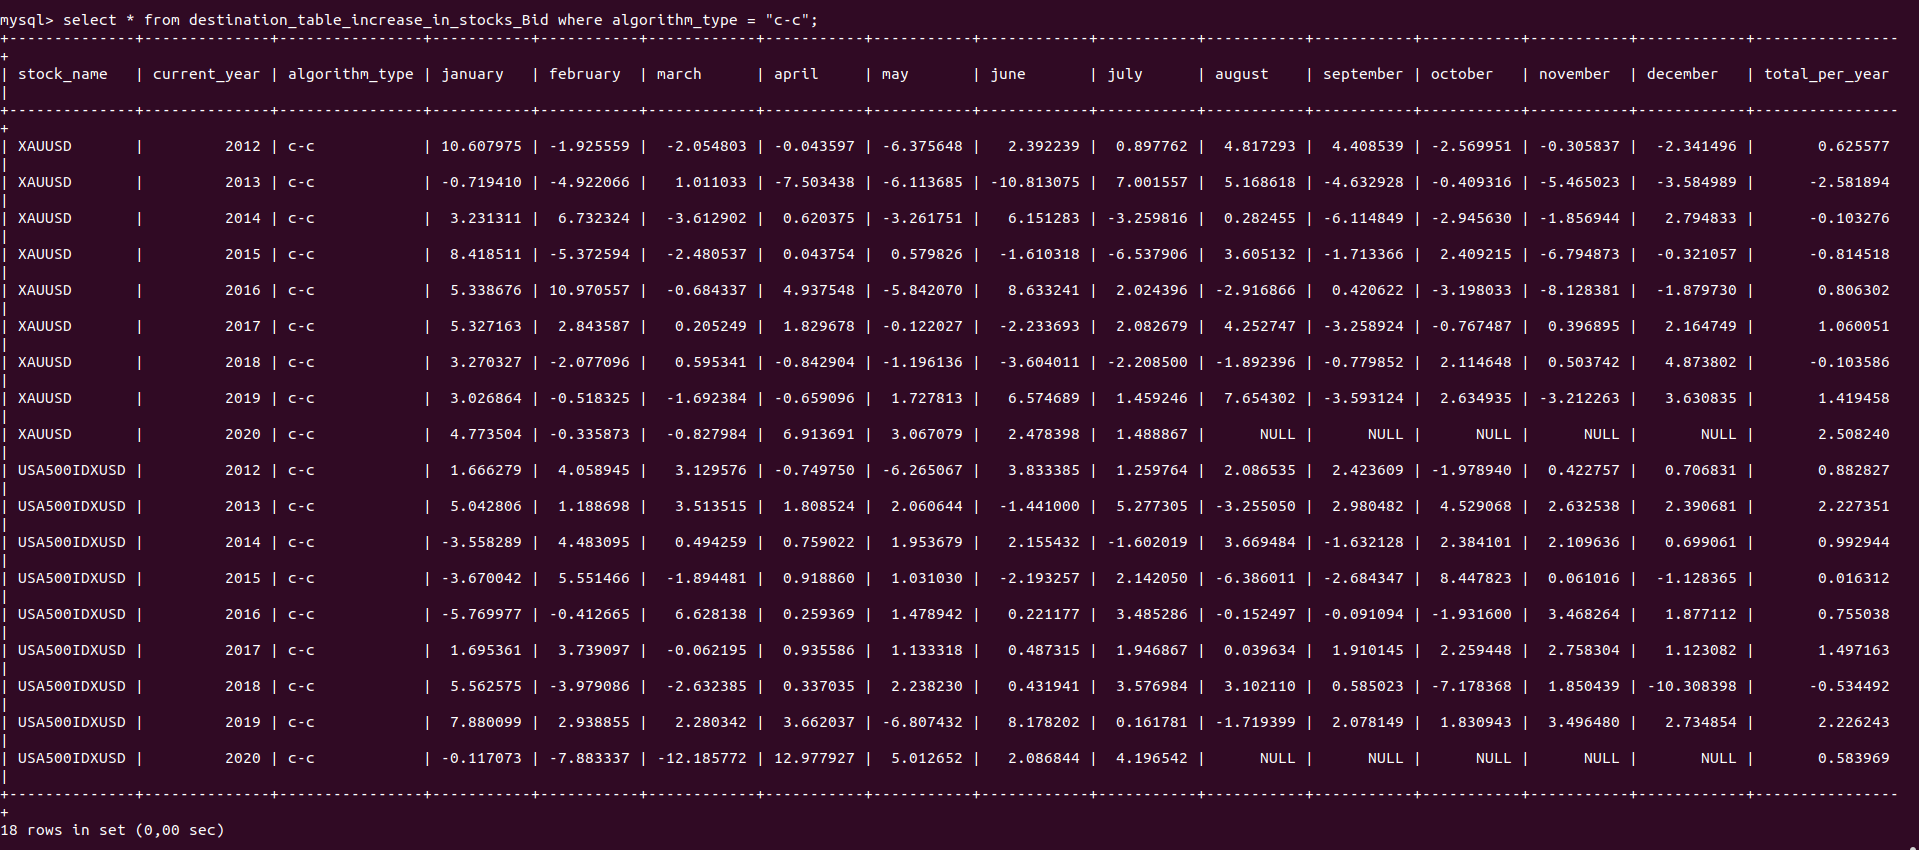 mysql> select * from destination_table_increase_in_stocks_Bid where algorithm_type = "c-c";
+--------------+--------------+----------------+-----------+-----------+------------+-----------+-----------+------------+-----------+-----------+-----------+-----------+-----------+------------+----------------
+
| stock_name   | current_year | algorithm_type | january   | february  | march      | april     | may       | june       | july      | august    | september | october   | november  | december   | total_per_year
|
+--------------+--------------+----------------+-----------+-----------+------------+-----------+-----------+------------+-----------+-----------+-----------+-----------+-----------+------------+----------------
+
| XAUUSD       |         2012 | c-c            | 10.607975 | -1.925559 |  -2.054803 | -0.043597 | -6.375648 |   2.392239 |  0.897762 |  4.817293 |  4.408539 | -2.569951 | -0.305837 |  -2.341496 |       0.625577
|
| XAUUSD       |         2013 | c-c            | -0.719410 | -4.922066 |   1.011033 | -7.503438 | -6.113685 | -10.813075 |  7.001557 |  5.168618 | -4.632928 | -0.409316 | -5.465023 |  -3.584989 |      -2.581894
|
| XAUUSD       |         2014 | c-c            |  3.231311 |  6.732324 |  -3.612902 |  0.620375 | -3.261751 |   6.151283 | -3.259816 |  0.282455 | -6.114849 | -2.945630 | -1.856944 |   2.794833 |      -0.103276
|
| XAUUSD       |         2015 | c-c            |  8.418511 | -5.372594 |  -2.480537 |  0.043754 |  0.579826 |  -1.610318 | -6.537906 |  3.605132 | -1.713366 |  2.409215 | -6.794873 |  -0.321057 |      -0.814518
|
| XAUUSD       |         2016 | c-c            |  5.338676 | 10.970557 |  -0.684337 |  4.937548 | -5.842070 |   8.633241 |  2.024396 | -2.916866 |  0.420622 | -3.198033 | -8.128381 |  -1.879730 |       0.806302
|
| XAUUSD       |         2017 | c-c            |  5.327163 |  2.843587 |   0.205249 |  1.829678 | -0.122027 |  -2.233693 |  2.082679 |  4.252747 | -3.258924 | -0.767487 |  0.396895 |   2.164749 |       1.060051
|
| XAUUSD       |         2018 | c-c            |  3.270327 | -2.077096 |   0.595341 | -0.842904 | -1.196136 |  -3.604011 | -2.208500 | -1.892396 | -0.779852 |  2.114648 |  0.503742 |   4.873802 |      -0.103586
|
| XAUUSD       |         2019 | c-c            |  3.026864 | -0.518325 |  -1.692384 | -0.659096 |  1.727813 |   6.574689 |  1.459246 |  7.654302 | -3.593124 |  2.634935 | -3.212263 |   3.630835 |       1.419458
|
| XAUUSD       |         2020 | c-c            |  4.773504 | -0.335873 |  -0.827984 |  6.913691 |  3.067079 |   2.478398 |  1.488867 |      NULL |      NULL |      NULL |      NULL |       NULL |       2.508240
|
| USA500IDXUSD |         2012 | c-c            |  1.666279 |  4.058945 |   3.129576 | -0.749750 | -6.265067 |   3.833385 |  1.259764 |  2.086535 |  2.423609 | -1.978940 |  0.422757 |   0.706831 |       0.882827
|
| USA500IDXUSD |         2013 | c-c            |  5.042806 |  1.188698 |   3.513515 |  1.808524 |  2.060644 |  -1.441000 |  5.277305 | -3.255050 |  2.980482 |  4.529068 |  2.632538 |   2.390681 |       2.227351
|
| USA500IDXUSD |         2014 | c-c            | -3.558289 |  4.483095 |   0.494259 |  0.759022 |  1.953679 |   2.155432 | -1.602019 |  3.669484 | -1.632128 |  2.384101 |  2.109636 |   0.699061 |       0.992944
|
| USA500IDXUSD |         2015 | c-c            | -3.670042 |  5.551466 |  -1.894481 |  0.918860 |  1.031030 |  -2.193257 |  2.142050 | -6.386011 | -2.684347 |  8.447823 |  0.061016 |  -1.128365 |       0.016312
|
| USA500IDXUSD |         2016 | c-c            | -5.769977 | -0.412665 |   6.628138 |  0.259369 |  1.478942 |   0.221177 |  3.485286 | -0.152497 | -0.091094 | -1.931600 |  3.468264 |   1.877112 |       0.755038
|
| USA500IDXUSD |         2017 | c-c            |  1.695361 |  3.739097 |  -0.062195 |  0.935586 |  1.133318 |   0.487315 |  1.946867 |  0.039634 |  1.910145 |  2.259448 |  2.758304 |   1.123082 |       1.497163
|
| USA500IDXUSD |         2018 | c-c            |  5.562575 | -3.979086 |  -2.632385 |  0.337035 |  2.238230 |   0.431941 |  3.576984 |  3.102110 |  0.585023 | -7.178368 |  1.850439 | -10.308398 |      -0.534492
|
| USA500IDXUSD |         2019 | c-c            |  7.880099 |  2.938855 |   2.280342 |  3.662037 | -6.807432 |   8.178202 |  0.161781 | -1.719399 |  2.078149 |  1.830943 |  3.496480 |   2.734854 |       2.226243
|
| USA500IDXUSD |         2020 | c-c            | -0.117073 | -7.883337 | -12.185772 | 12.977927 |  5.012652 |   2.086844 |  4.196542 |      NULL |      NULL |      NULL |      NULL |       NULL |       0.583969
|
+--------------+--------------+----------------+-----------+-----------+------------+-----------+-----------+------------+-----------+-----------+-----------+-----------+-----------+------------+----------------
+
18 rows in set (0,00 sec)